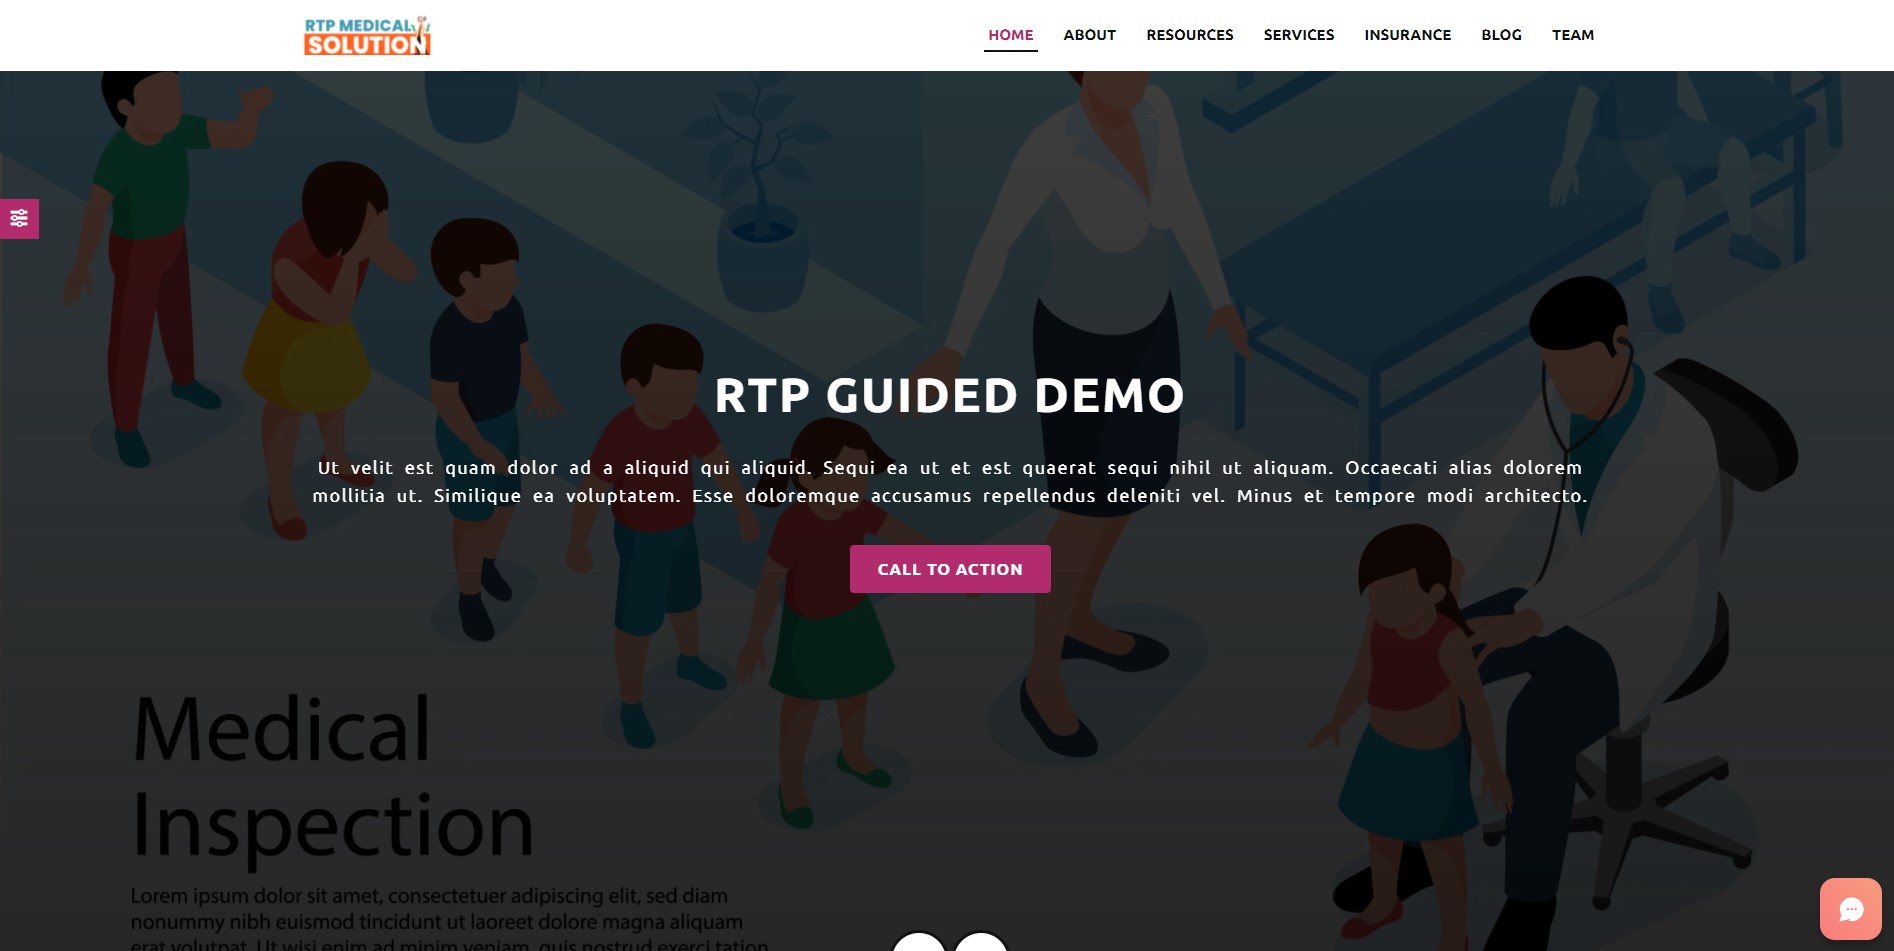 RTP MEDICAL
SOLUTION
HOME ABOUT RESOURCES SERVICES INSURANCE BLOG TEAM
RTP GUIDED DEMO
Ut velit est quam dolor ad a aliquid qui aliquid. Sequi ea ut et est quaerat sequi nihil ut aliquam. Occaecati alias dolorem
mollitia ut. Similique ea voluptatem. Esse doloremque accusamus repellendus deleniti vel. Minus et tempore modi architecto.
CALL TO ACTION
Medical
Inspection
Lorem ipsum dolor sit amet, consectetuer adipiscing elit, sed diam
nonummy nibh euismod tincidunt ut laoreet dolore magna aliquam
erat volutpat. Ut wisi enim ad minim veniam, quis nostrud exerci tation